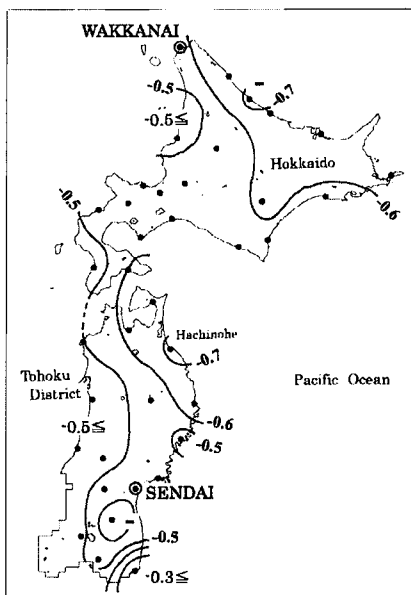 WAKKANAI
-0.5
-0.5≦
-0.7
Hokkaido
-0.6
-0.5
Hachinohe
-0.7
Tohoku
District
Pacific Ocean
-0.5≦
-0.6
-0.5
SENDAI
-0.5
-0.3≦